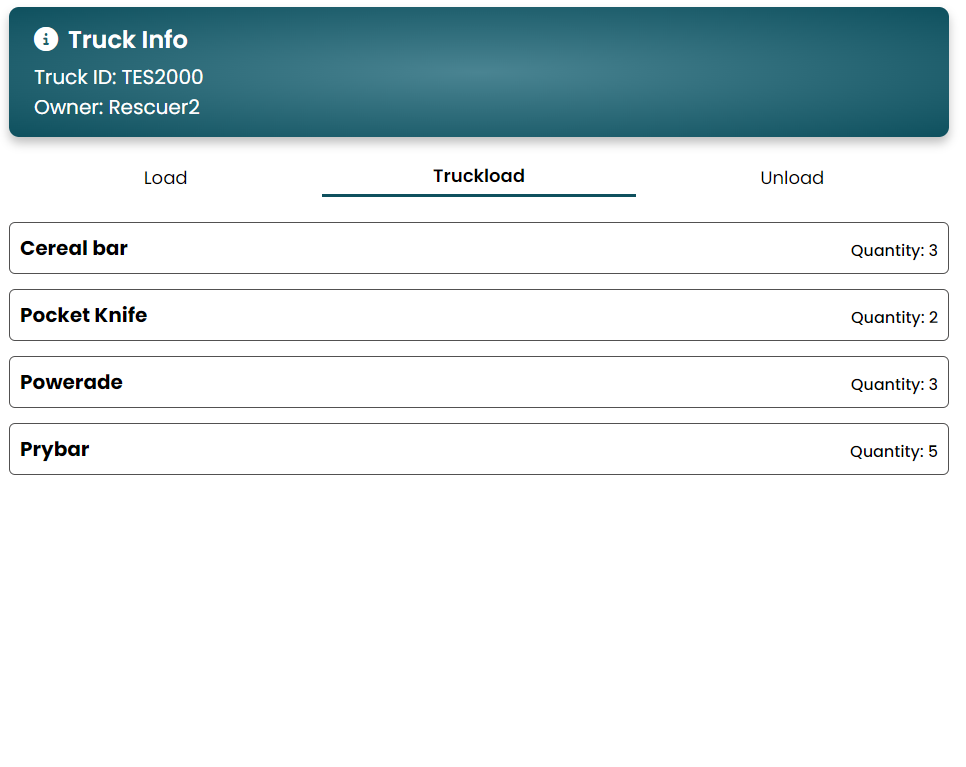 Truck Info
Truck ID: TES2000
Owner: Rescuer2
Load Truckload Unload
Cereal bar Quantity: 3
Pocket Knife Quantity: 2
Powerade Quantity: 3
Prybar Quantity: 5